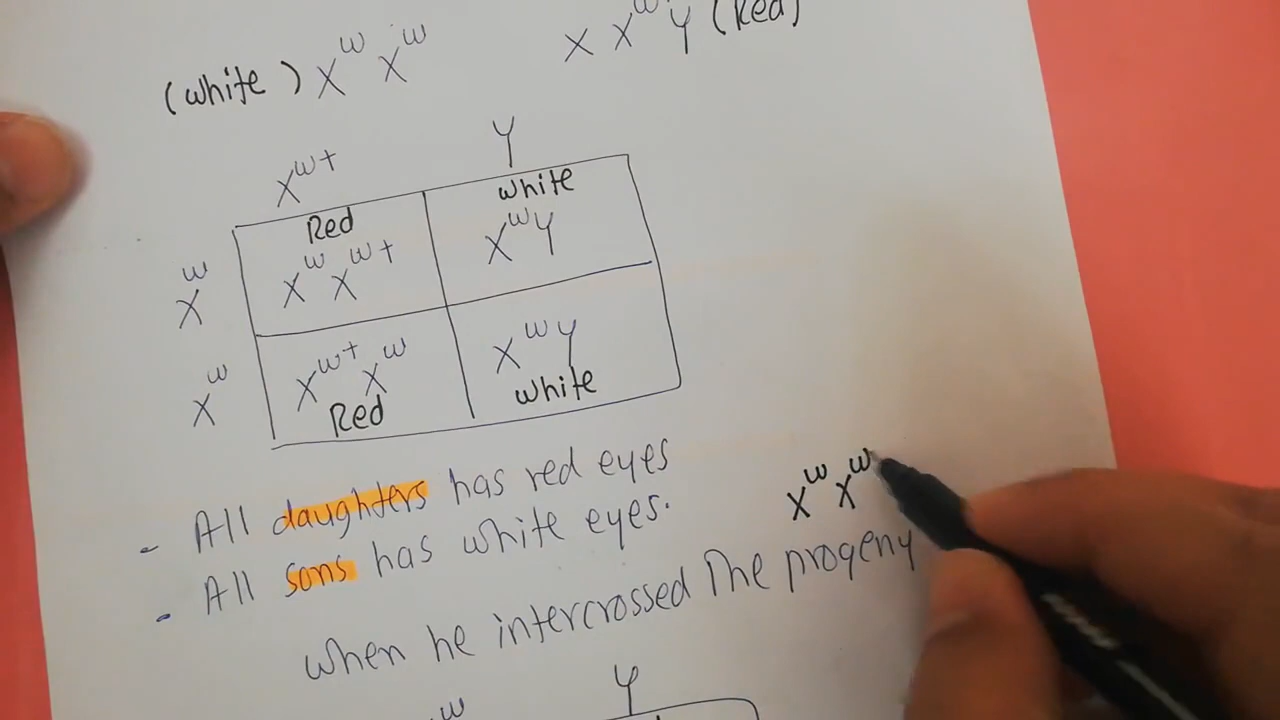 (white) X^w X^w × X^w Y (Red)
X^w+ Y
Red white
X^w X^w+ X^w Y
X^w
X^w+ X^w X^w Y
X^w
Red white
- All daughters has red eyes
- All sons has white eyes.
X^w X^w
When he intercrossed The progeny
Y
w